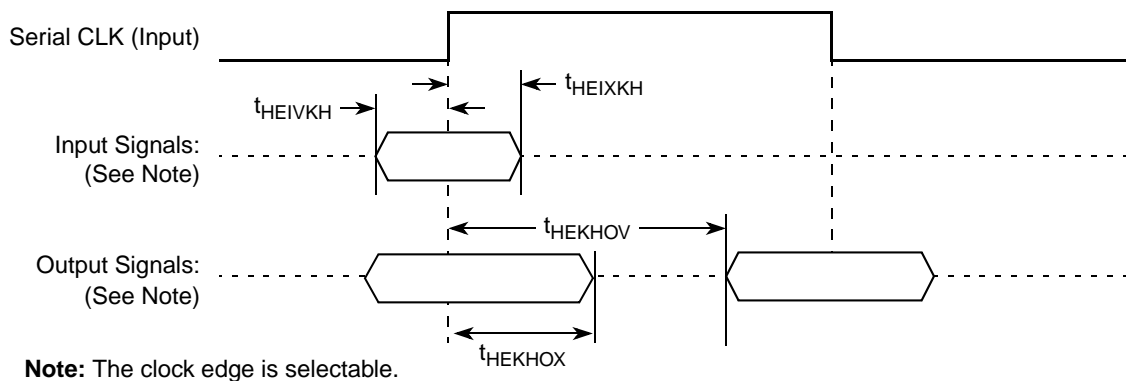 Serial CLK (Input)
tHEIXKH
tHEIVKH
Input Signals:
(See Note)
tHEKHOV
Output Signals:
(See Note)
tHEKHOX
Note: The clock edge is selectable.